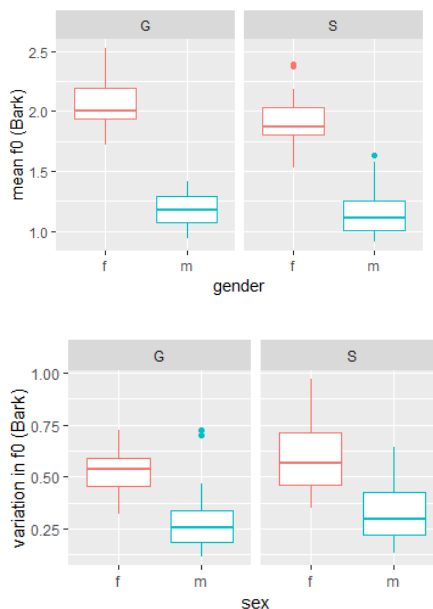 G S
2.5
2.0
1.5
1.0
mean f0 (Bark)
f m f m
gender
G S
1.00
0.75
0.50
0.25
variation in f0 (Bark)
f m f m
sex